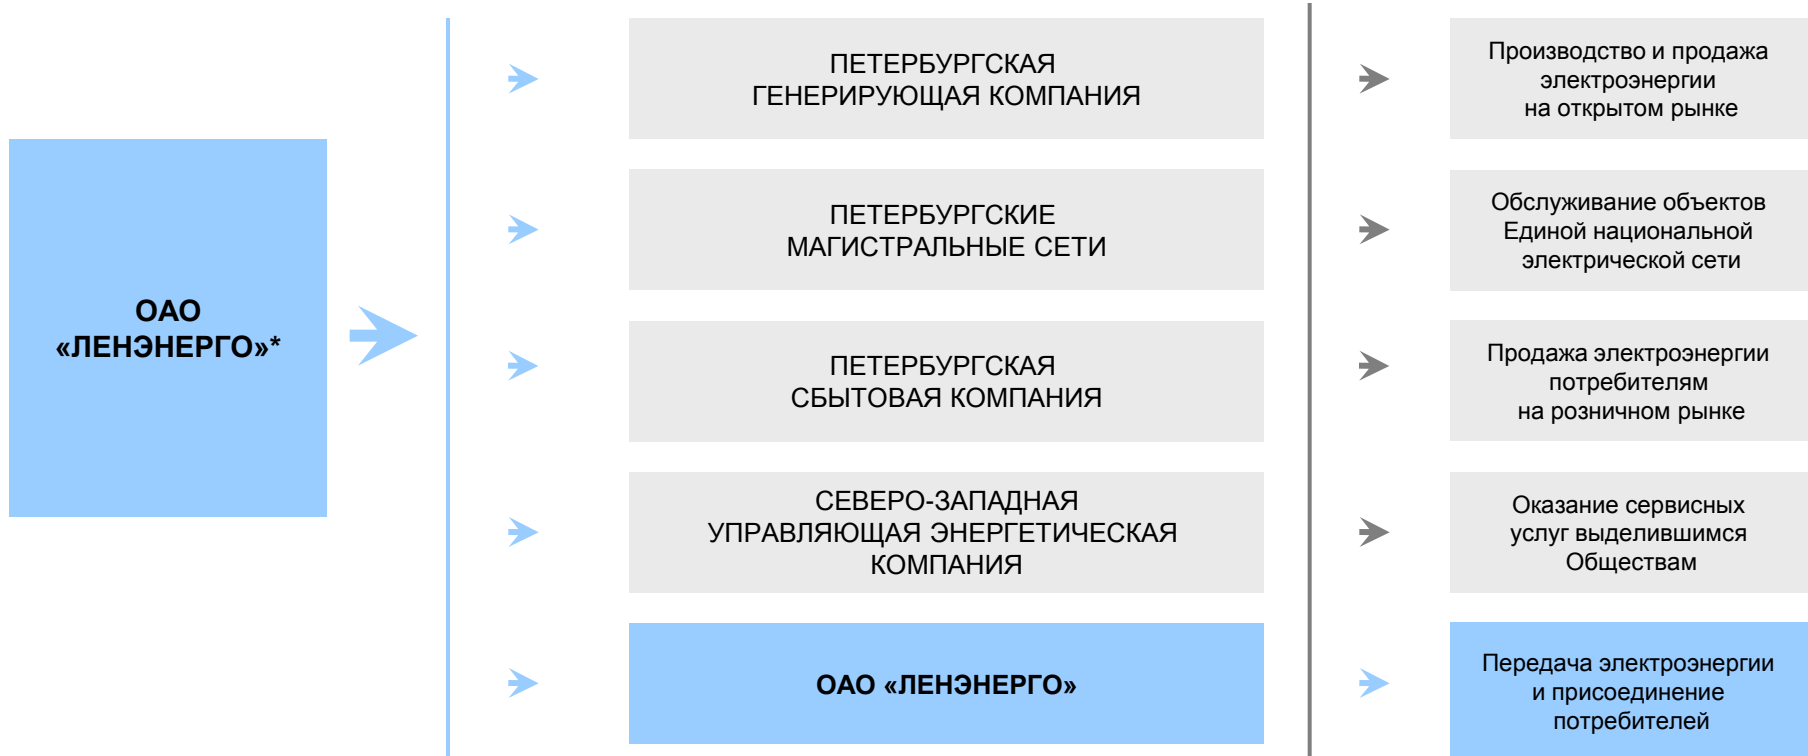 ОАО
«ЛЕНЭНЕРГО»*
ПЕТЕРБУРГСКАЯ
ГЕНЕРИРУЮЩАЯ КОМПАНИЯ
Производство и продажа
электроэнергии
на открытом рынке
ПЕТЕРБУРГСКИЕ
МАГИСТРАЛЬНЫЕ СЕТИ
Обслуживание объектов
Единой национальной
электрической сети
ПЕТЕРБУРГСКАЯ
СБЫТОВАЯ КОМПАНИЯ
Продажа электроэнергии
потребителям
на розничном рынке
СЕВЕРО-ЗАПАДНАЯ
УПРАВЛЯЮЩАЯ ЭНЕРГЕТИЧЕСКАЯ
КОМПАНИЯ
Оказание сервисных
услуг выделившимся
Обществам
ОАО «ЛЕНЭНЕРГО»
Передача электроэнергии
и присоединение
потребителей